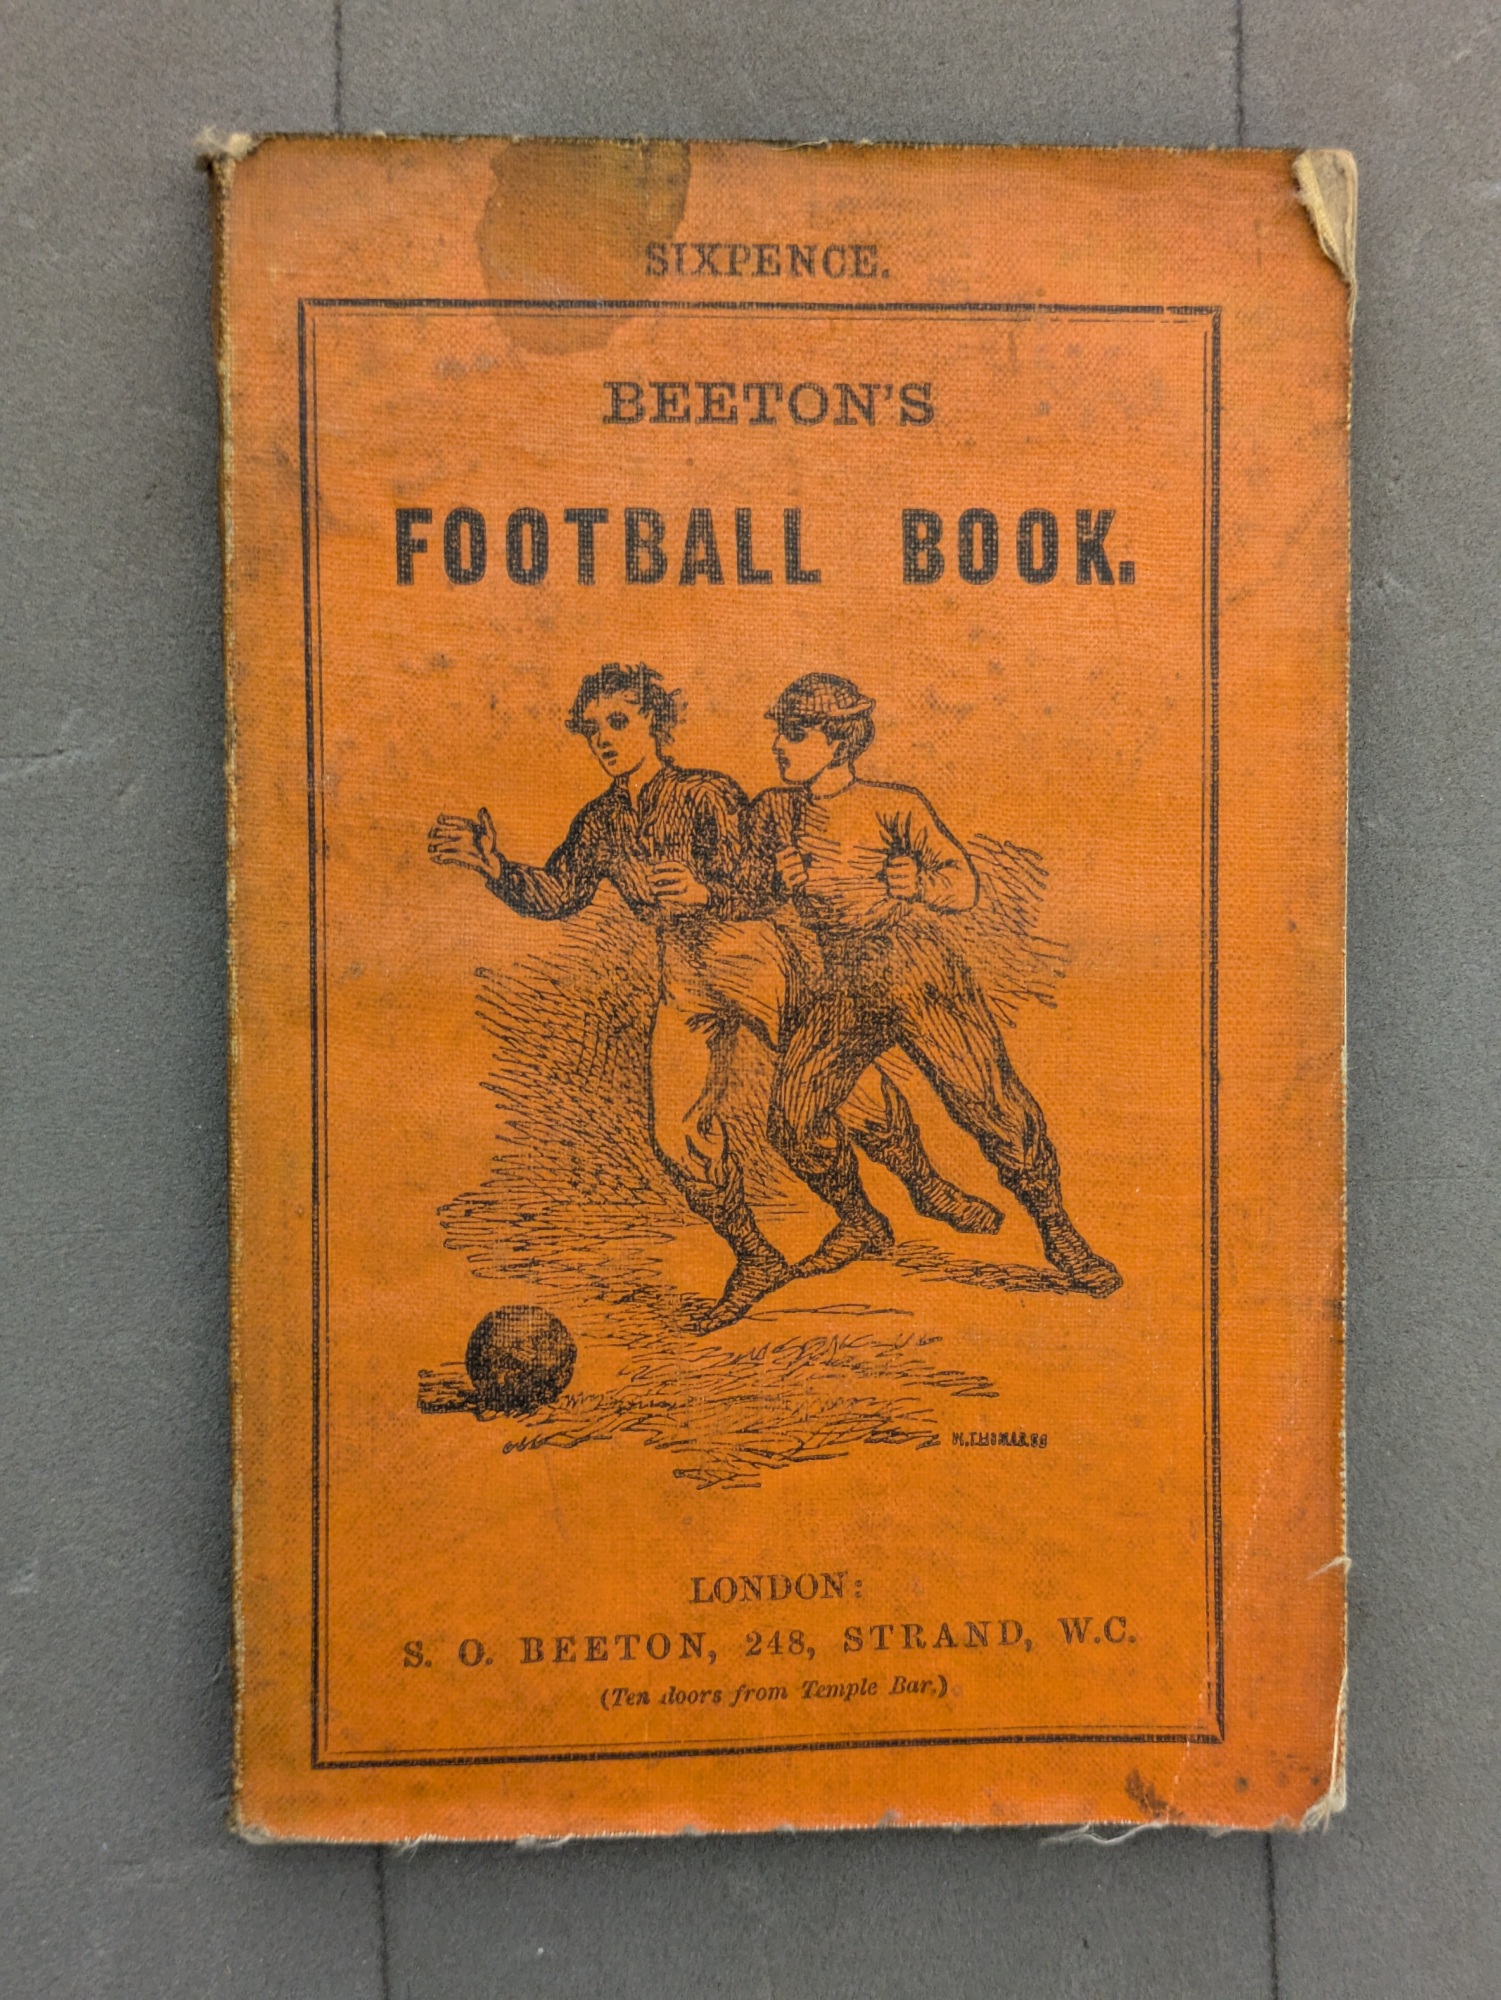 SIXPENCE.
BEETON'S
FOOTBALL BOOK.
LONDON:
S. O. BEETON, 248, STRAND, W.C.
(Ten doors from Temple Bar.)